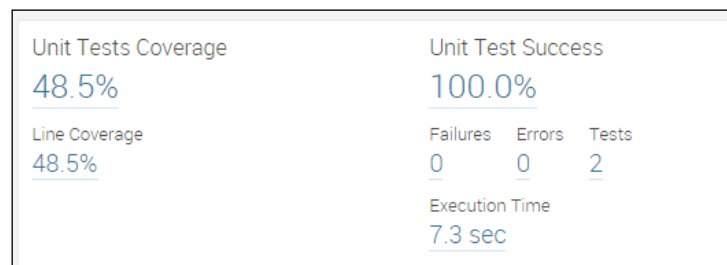 Unit Tests Coverage
48.5%
Line Coverage
48.5%
Unit Test Success
100.0%
Failures Errors Tests
0 0 2
Execution Time
7.3 sec